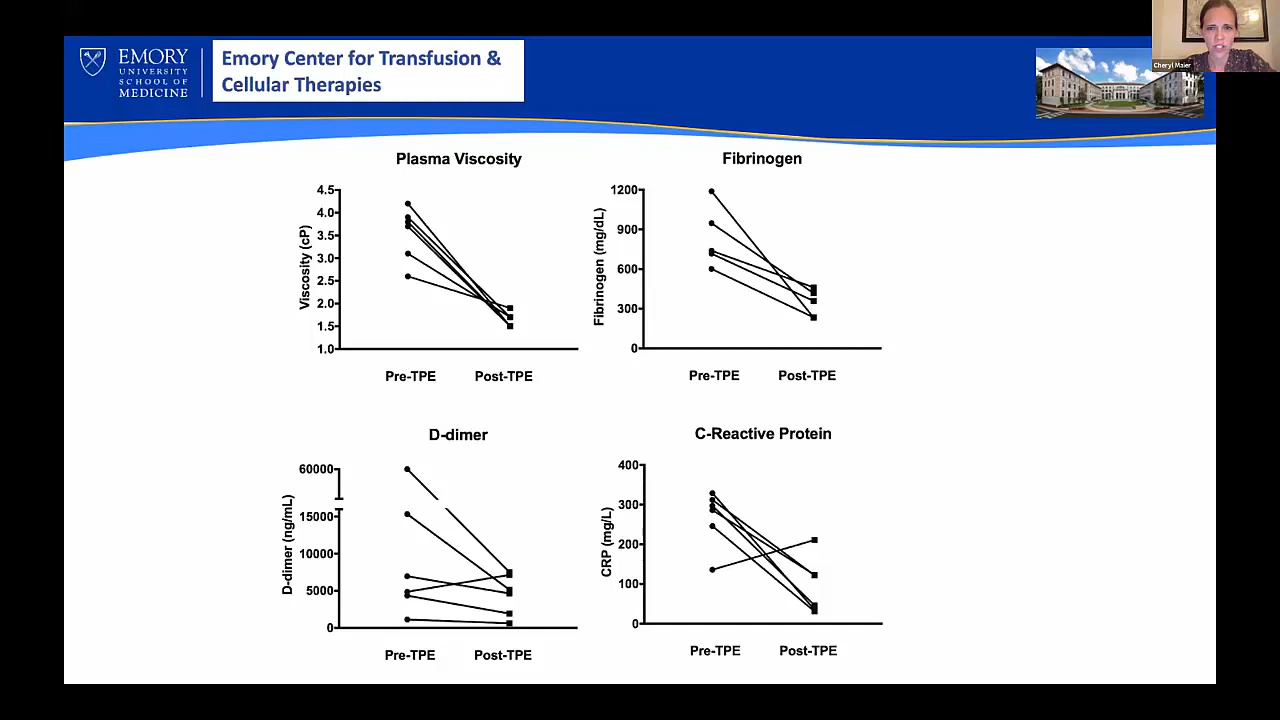 EMORY
UNIVERSITY
SCHOOL OF
MEDICINE
Emory Center for Transfusion &
Cellular Therapies
Cheryl Maier
Plasma Viscosity
4.5
4.0
3.5
3.0
2.5
2.0
1.5
1.0
Viscosity (cP)
Pre-TPE Post-TPE
Fibrinogen
1200
900
600
300
0
Fibrinogen (mg/dL)
Pre-TPE Post-TPE
D-dimer
60000
15000
10000
5000
0
D-dimer (ng/mL)
Pre-TPE Post-TPE
C-Reactive Protein
400
300
200
100
0
CRP (mg/L)
Pre-TPE Post-TPE